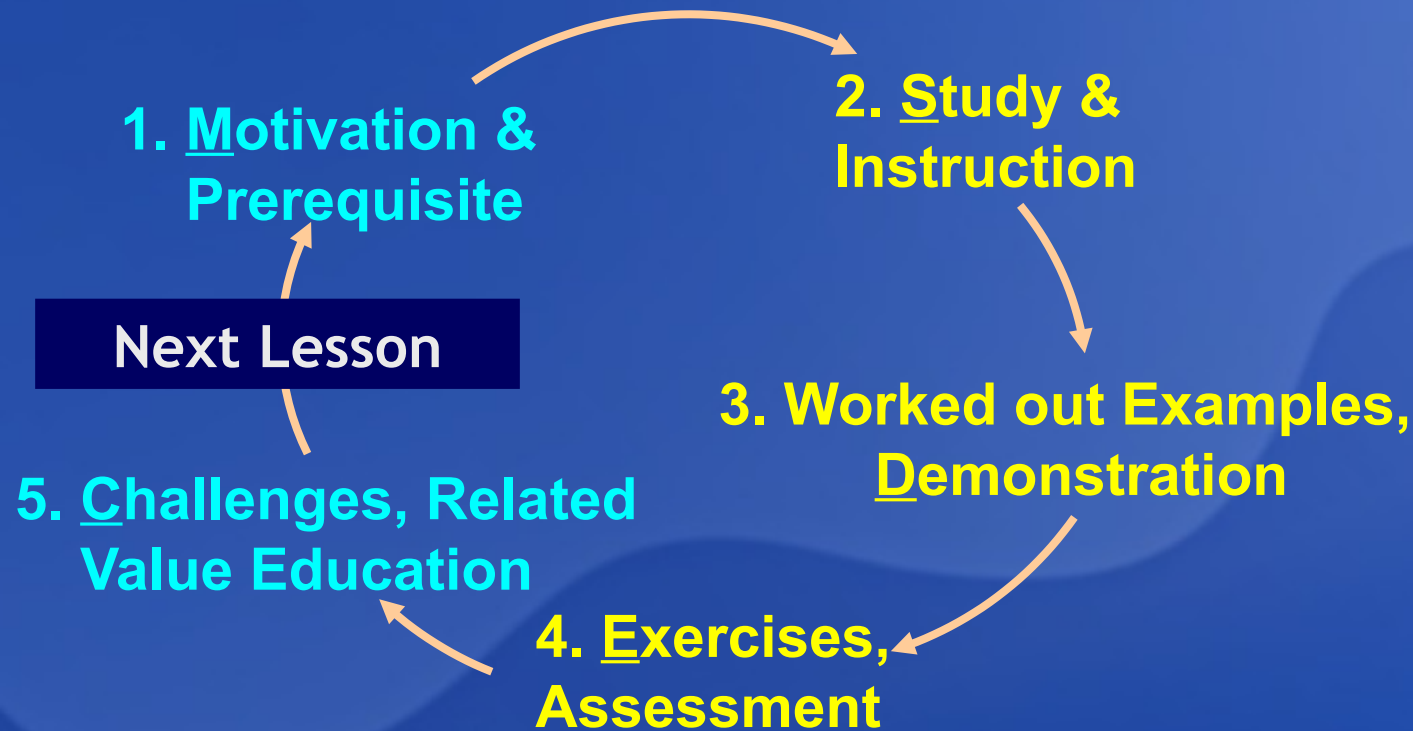 1. Motivation &
Prerequisite
2. Study &
Instruction
3. Worked out Examples,
Demonstration
4. Exercises,
Assessment
5. Challenges, Related
Value Education
Next Lesson